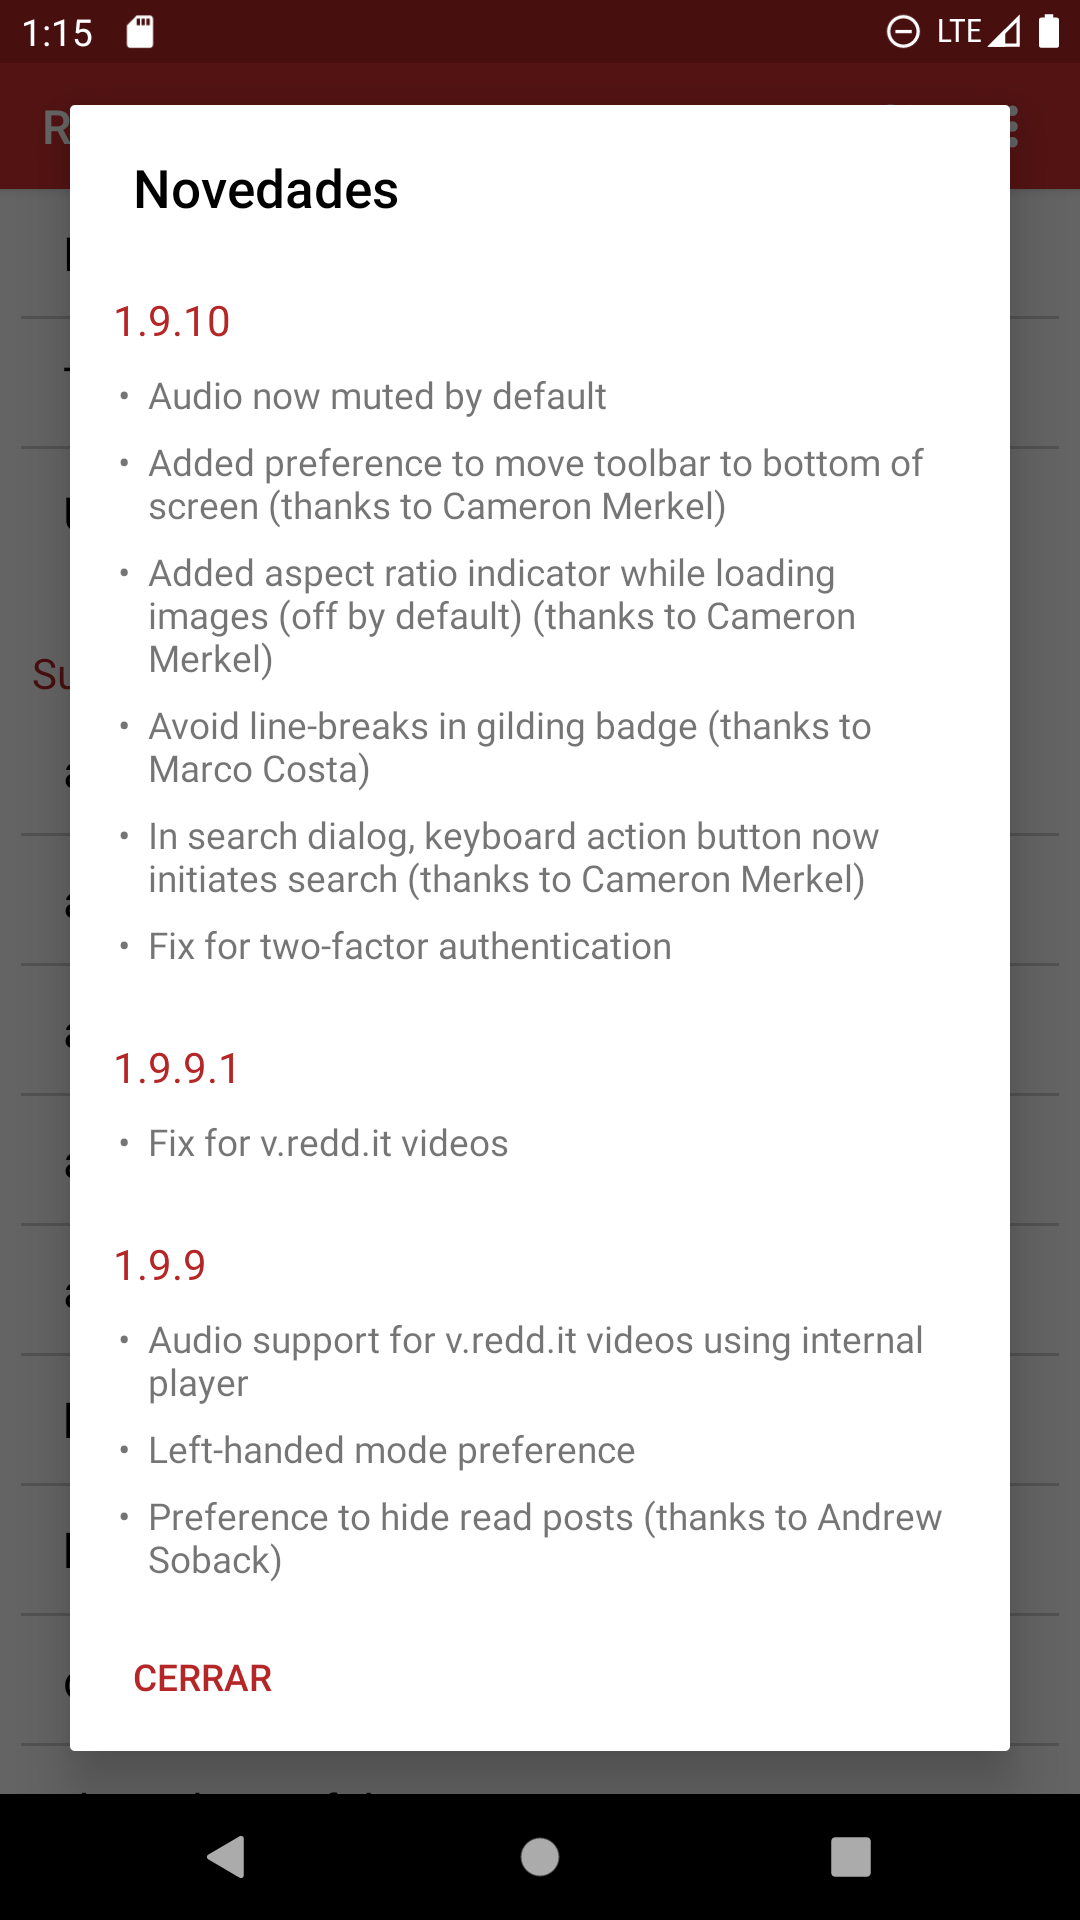 1:15
LTE
R
Novedades
1.9.10
• Audio now muted by default
• Added preference to move toolbar to bottom of
screen (thanks to Cameron Merkel)
• Added aspect ratio indicator while loading
images (off by default) (thanks to Cameron
Merkel)
• Avoid line-breaks in gilding badge (thanks to
Marco Costa)
• In search dialog, keyboard action button now
initiates search (thanks to Cameron Merkel)
• Fix for two-factor authentication
1.9.9.1
• Fix for v.redd.it videos
1.9.9
• Audio support for v.redd.it videos using internal
player
• Left-handed mode preference
• Preference to hide read posts (thanks to Andrew
Soback)
CERRAR